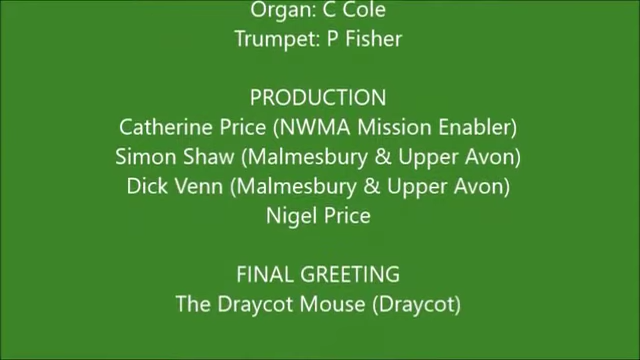 Organ: C Cole
Trumpet: P Fisher
PRODUCTION
Catherine Price (NWMA Mission Enabler)
Simon Shaw (Malmesbury & Upper Avon)
Dick Venn (Malmesbury & Upper Avon)
Nigel Price
FINAL GREETING
The Draycot Mouse (Draycot)